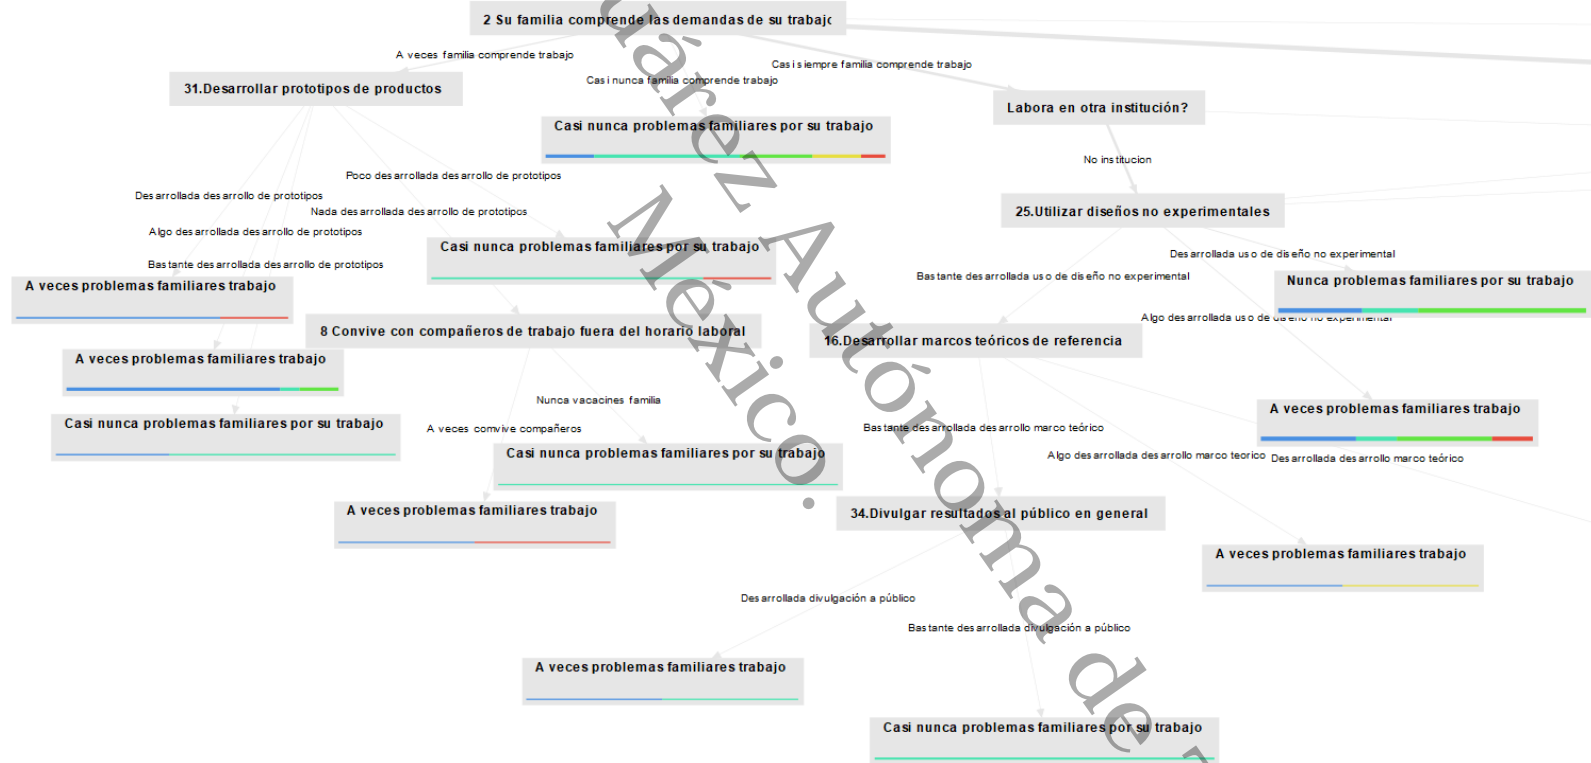 2 Su familia comprende las demandas de su trabajo
A veces familia comprende trabajo
Casi siempre familia comprende trabajo
Casi nunca familia comprende trabajo
31.Desarrollar prototipos de productos
Labora en otra institución?
Casi nunca problemas familiares por su trabajo
No institucion
Poco desarrollada desarrollo de prototipos
Desarrollada desarrollo de prototipos
Nada desarrollada desarrollo de prototipos
25.Utilizar diseños no experimentales
Algo desarrollada desarrollo de prototipos
Casi nunca problemas familiares por su trabajo
Desarrollada uso de diseño no experimental
Bastante desarrollada desarrollo de prototipos
Bastante desarrollada uso de diseño no experimental
A veces problemas familiares trabajo
Nunca problemas familiares por su trabajo
Algo desarrollada uso de diseño no experimental
8 Convive con compañeros de trabajo fuera del horario laboral
16.Desarrollar marcos teóricos de referencia
A veces problemas familiares trabajo
Nunca vacacines familia
A veces problemas familiares trabajo
Casi nunca problemas familiares por su trabajo
A veces comvive compañeros
Bastante desarrollada desarrollo marco teórico
Casi nunca problemas familiares por su trabajo
Algo desarrollada desarrollo marco teorico
Desarrollada desarrollo marco teórico
A veces problemas familiares trabajo
34.Divulgar resultados al público en general
A veces problemas familiares trabajo
Desarrollada divulgación a público
Bastante desarrollada divulgación a público
A veces problemas familiares trabajo
Casi nunca problemas familiares por su trabajo
uárez Autónoma de T
México.